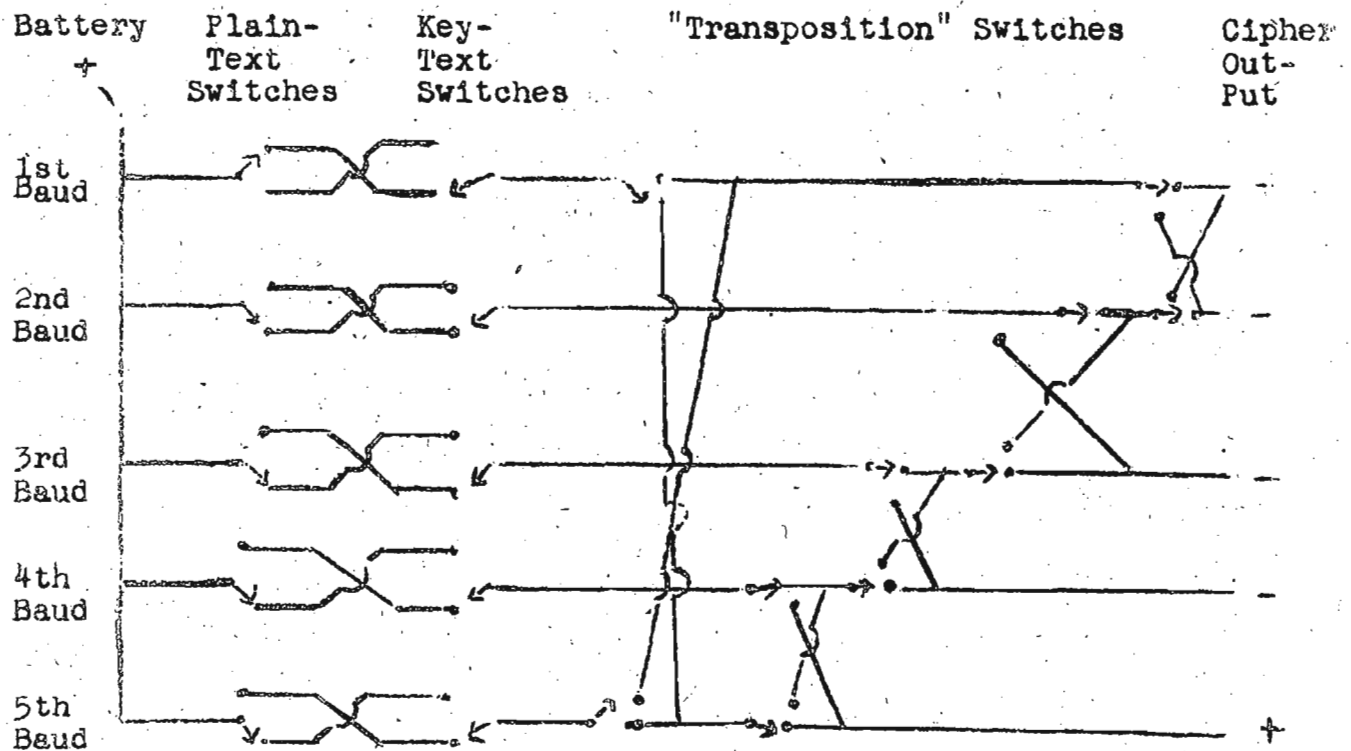 Battery Plain- Key- "Transposition" Switches Cipher
+ Text Text Out-
Switches Switches Put
1st
Baud -
2nd
Baud -
3rd
Baud -
4th
Baud -
5th
Baud +